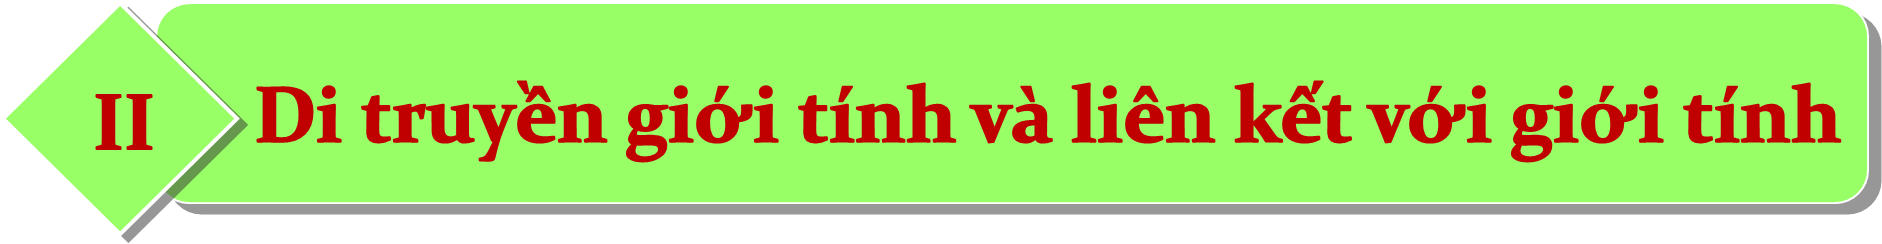 II Di truyền giới tính và liên kết với giới tính